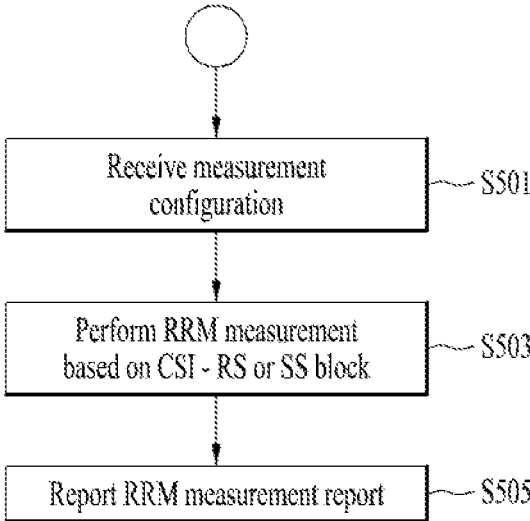 Receive measurement
configuration
S501
Perform RRM measurement
based on CSI - RS or SS block
S503
Report RRM measurement report
S505